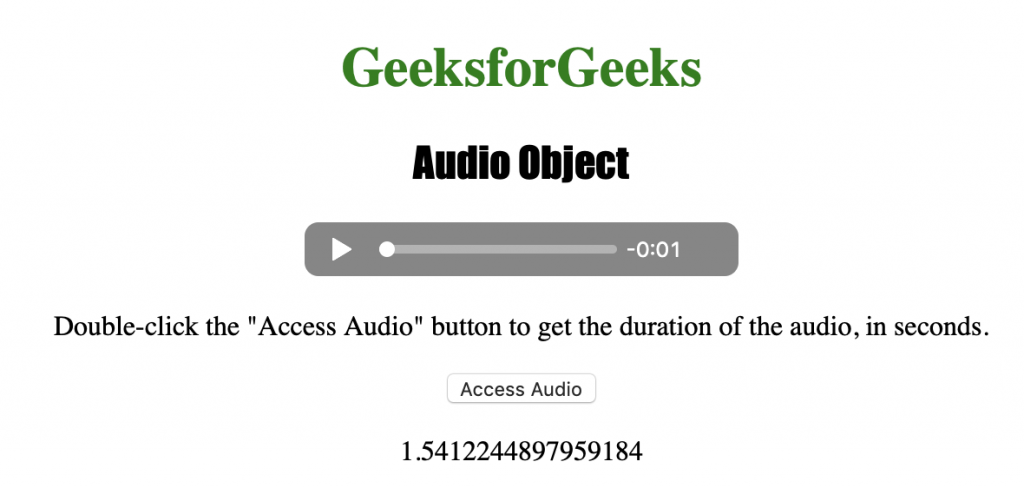 GeeksforGeeks
Audio Object
-0:01
Double-click the "Access Audio" button to get the duration of the audio, in seconds.
Access Audio
1.5412244897959184